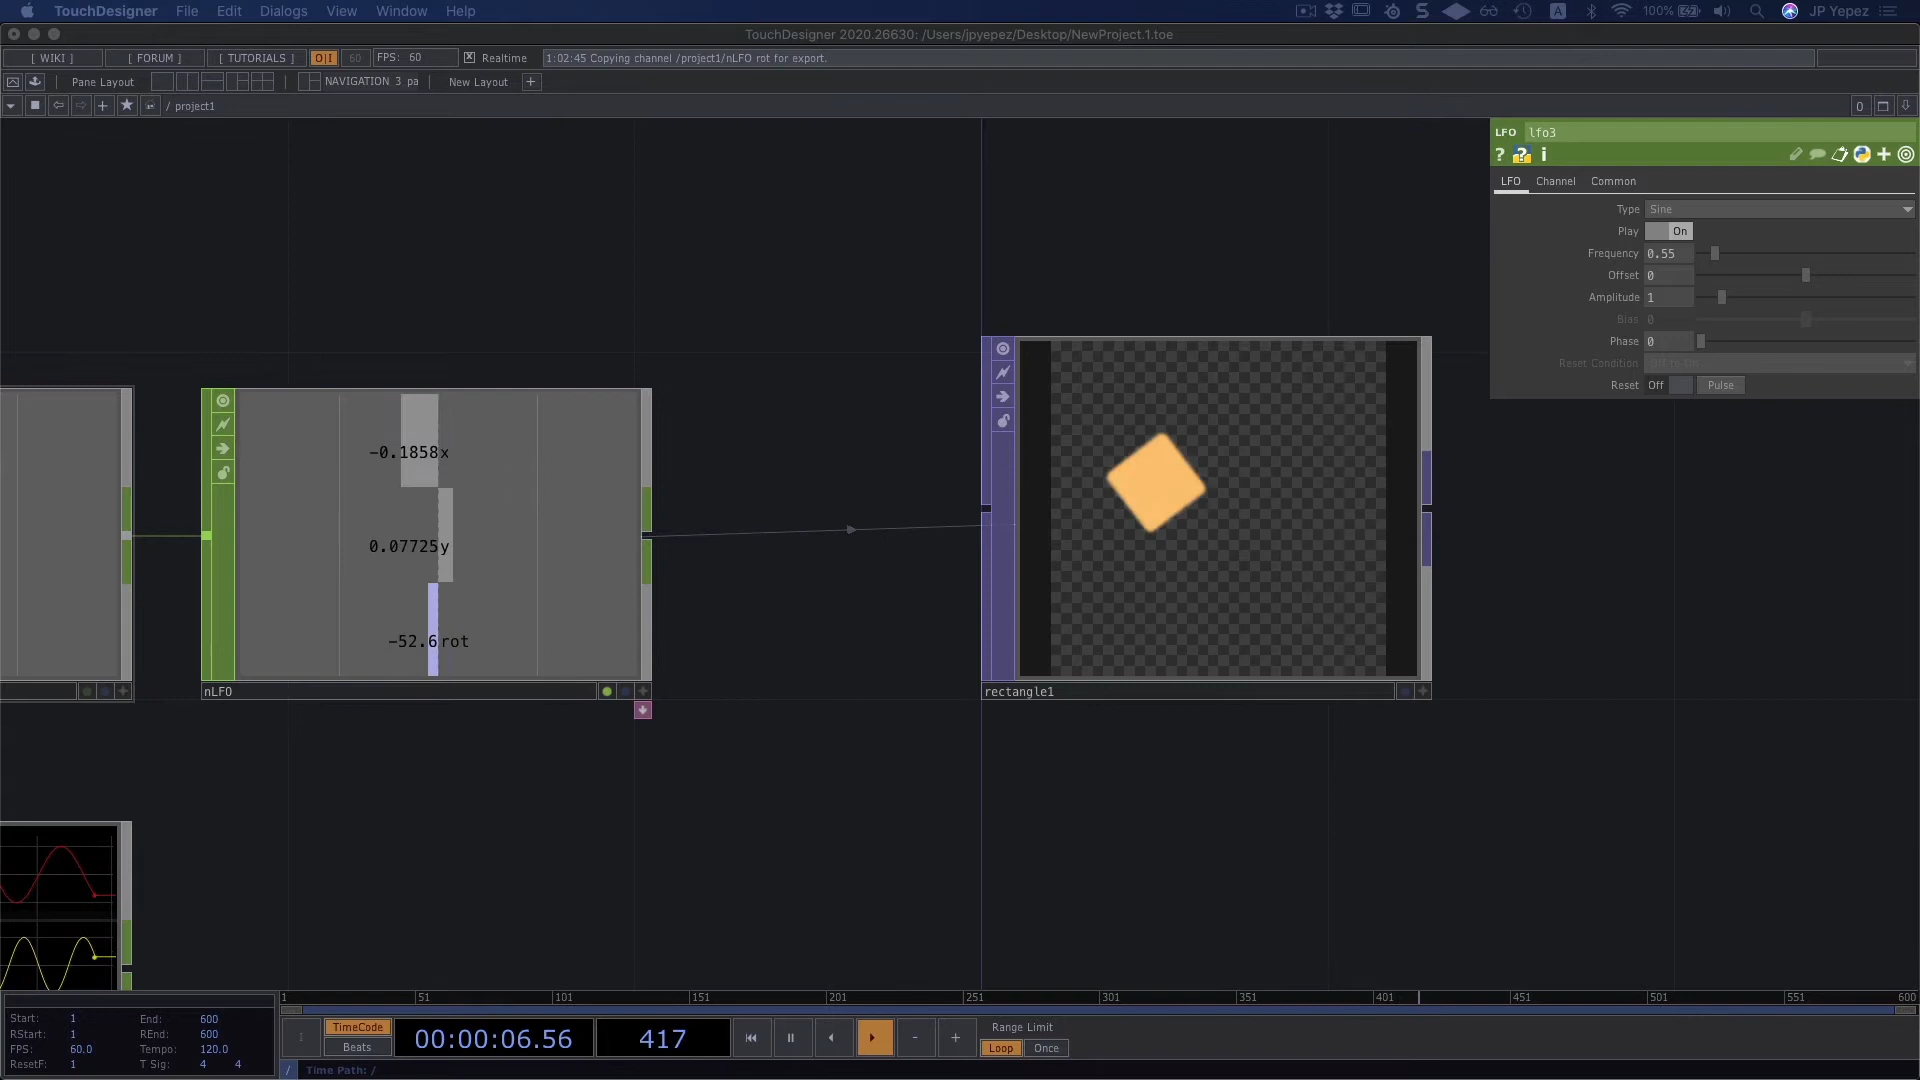 TouchDesigner File Edit Dialogs View Window Help 100% A JP Yepez
TouchDesigner 2020.26630: /Users/jpyepez/Desktop/NewProject.1.toe
[ WIKI ] [ FORUM ] [ TUTORIALS ] O|I 60 FPS: 60 Realtime 1:02:45 Copying channel /project1/nLFO rot for export.
Pane Layout NAVIGATION 3 pa New Layout +
/ project1 0
LFO lfo3
? ? i
LFO Channel Common
Type Sine
Play On
Frequency 0.55
Offset 0
Amplitude 1
Bias 0
Phase 0
Reset Condition
Reset Off Pulse
-0.1858x
0.07725y
-52.6rot
nLFO
rectangle1
1 51 101 151 201 251 301 351 401 451 501 551 600
Start: 1 End: 600
RStart: 1 REnd: 600
FPS: 60.0 Tempo: 120.0
ResetF: 1 T Sig: 4 4
TimeCode
Beats
00:00:06.56
417
- +
Range Limit
Loop Once
/ Time Path: /